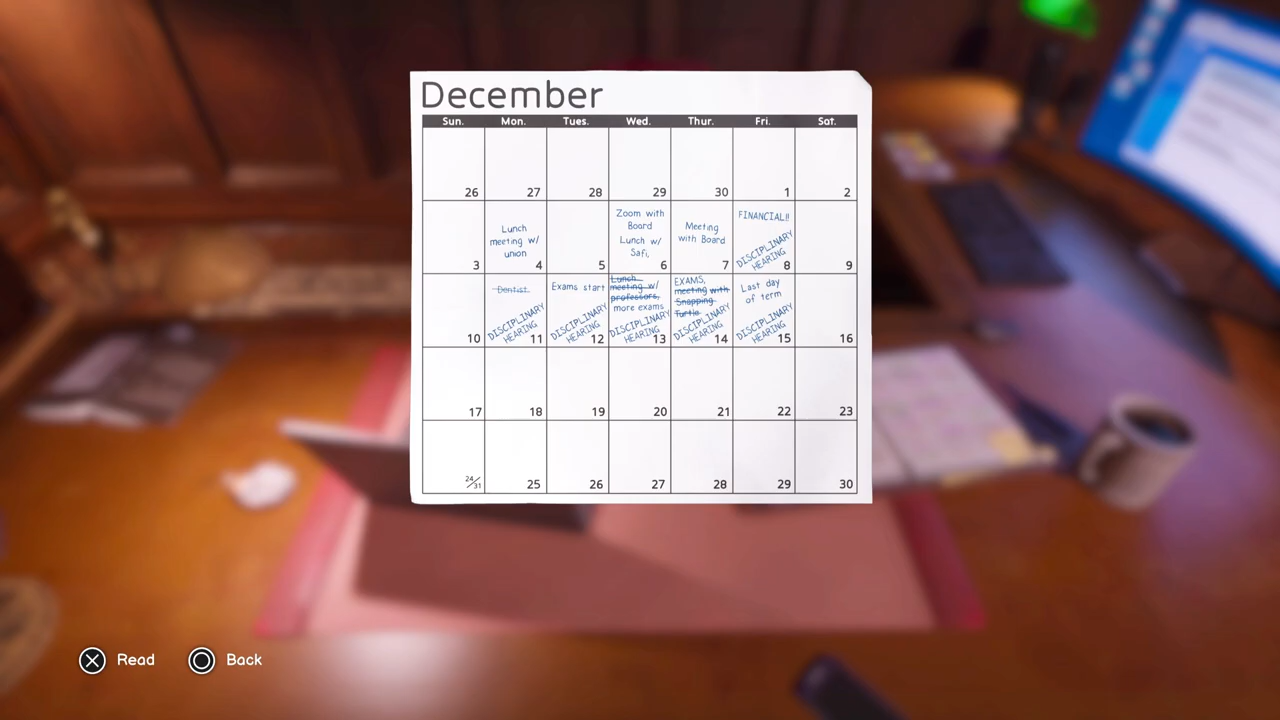 December
Sun. Mon. Tues. Wed. Thur. Fri. Sat.
26 27 28 29 30 1 2
Lunch
meeting w/
union
4
3
5
Zoom with
Board
Lunch w/
Safi,
6
Meeting
with Board
7
FINANCIAL!!
DISCIPLINARY
HEARING
8
9
10
Dentist
DISCIPLINARY
HEARING
11
Exams start
DISCIPLINARY
HEARING
12
Lunch
meeting w/
professors,
more exams
DISCIPLINARY
HEARING
13
EXAMS,
meeting with
Snapping
Turtle
DISCIPLINARY
HEARING
14
Last day
of term
DISCIPLINARY
HEARING
15
16
17 18 19 20 21 22 23
24/31 25 26 27 28 29 30
Read Back